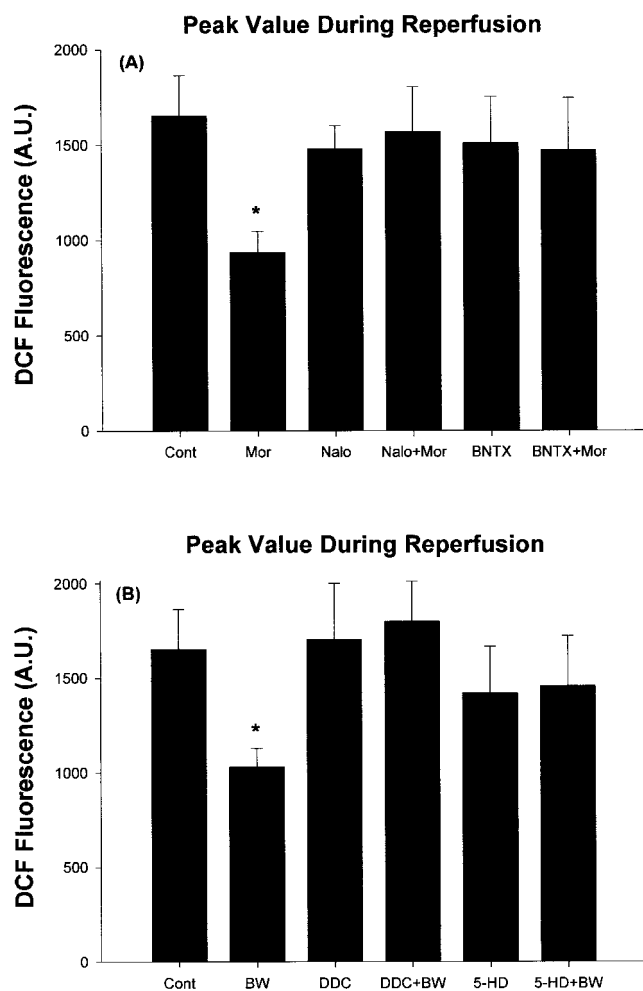 Peak Value During Reperfusion
(A)
DCF Fluorescence (A.U.)
2000
1500
1000
500
0
*
Cont Mor Nalo Nalo+Mor BNTX BNTX+Mor
Peak Value During Reperfusion
(B)
DCF Fluorescence (A.U.)
2000
1500
1000
500
0
*
Cont BW DDC DDC+BW 5-HD 5-HD+BW